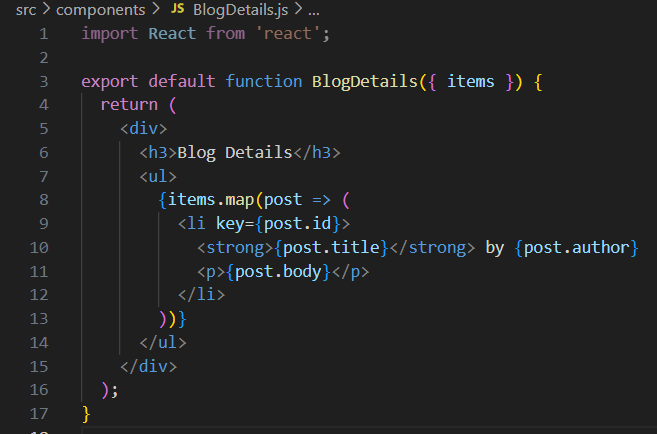 src > components > JS BlogDetails.js > ...
1 import React from 'react';
2
3 export default function BlogDetails({ items }) {
4   return (
5     <div>
6       <h3>Blog Details</h3>
7       <ul>
8         {items.map(post => (
9           <li key={post.id}>
10             <strong>{post.title}</strong> by {post.author}
11             <p>{post.body}</p>
12           </li>
13         ))}
14       </ul>
15     </div>
16   );
17 }
18